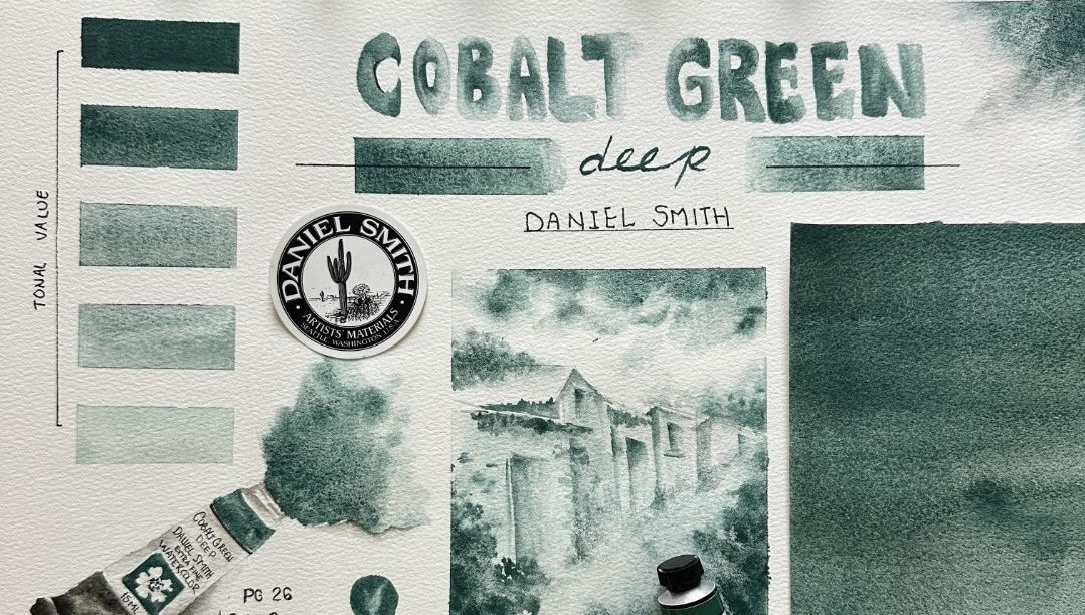 COBALT GREEN
deep
DANIEL SMITH
TONAL VALUE
DANIEL SMITH
ARTISTS' MATERIALS
SEATTLE WASHINGTON U.S.A.
COBALT GREEN
DEEP
DANIEL SMITH
EXTRA FINE
WATERCOLOR
15ML
PG 26